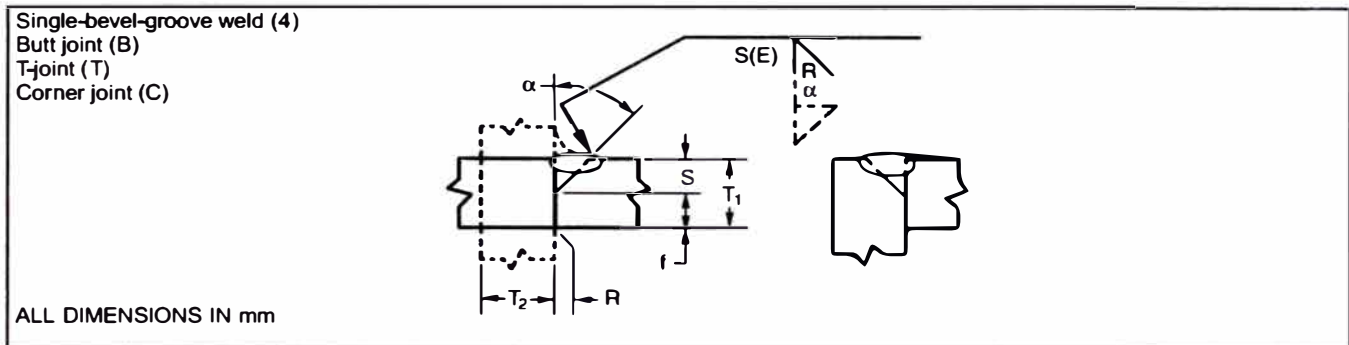 Single-bevel-groove weld (4)
Butt joint (B)
T-joint (T)
Corner joint (C)
S(E)
R
α
α
S
T₁
f
T₂
R
ALL DIMENSIONS IN mm